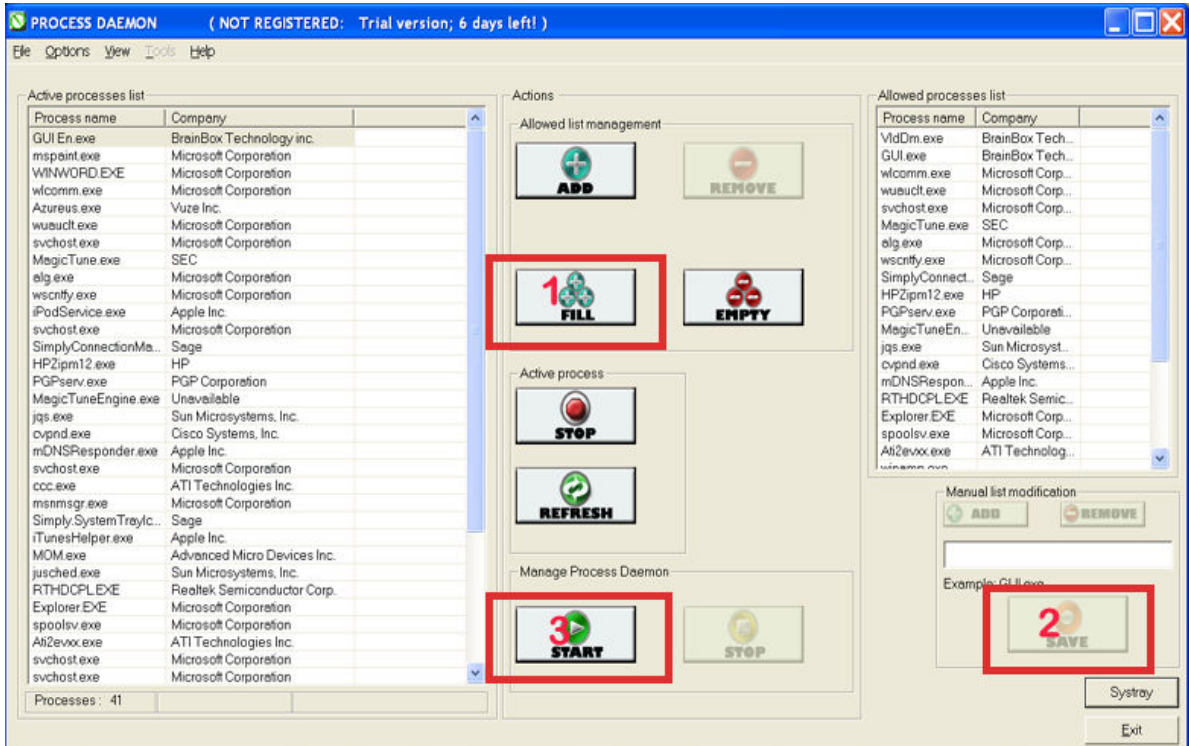 PROCESS DAEMON ( NOT REGISTERED: Trial version; 6 days left! )
File Options View Tools Help
Active processes list
Process name Company
GUI En.exe BrainBox Technology inc.
mspaint.exe Microsoft Corporation
WINWORD.EXE Microsoft Corporation
wlcomm.exe Microsoft Corporation
Azureus.exe Vuze Inc.
wuauclt.exe Microsoft Corporation
svchost.exe Microsoft Corporation
MagicTune.exe SEC
alg.exe Microsoft Corporation
wscntfy.exe Microsoft Corporation
iPodService.exe Apple Inc.
svchost.exe Microsoft Corporation
SimplyConnectionMa... Sage
HPZipm12.exe HP
PGPserv.exe PGP Corporation
MagicTuneEngine.exe Unavailable
jqs.exe Sun Microsystems, Inc.
cvpnd.exe Cisco Systems, Inc.
mDNSResponder.exe Apple Inc.
svchost.exe Microsoft Corporation
ccc.exe ATI Technologies Inc.
msnmsgr.exe Microsoft Corporation
Simply.SystemTrayIc... Sage
iTunesHelper.exe Apple Inc.
MOM.exe Advanced Micro Devices Inc.
jusched.exe Sun Microsystems, Inc.
RTHDCPL.EXE Realtek Semiconductor Corp.
Explorer.EXE Microsoft Corporation
spoolsv.exe Microsoft Corporation
Ati2evxx.exe ATI Technologies Inc.
svchost.exe Microsoft Corporation
svchost.exe Microsoft Corporation
Processes : 41
Actions
Allowed list management
ADD REMOVE
1
FILL EMPTY
Active process
STOP
REFRESH
Manage Process Daemon
3
START STOP
Allowed processes list
Process name Company
VldDm.exe BrainBox Tech...
GUI.exe BrainBox Tech...
wlcomm.exe Microsoft Corp...
wuauclt.exe Microsoft Corp...
svchost.exe Microsoft Corp...
MagicTune.exe SEC
alg.exe Microsoft Corp...
wscntfy.exe Microsoft Corp...
SimplyConnect... Sage
HPZipm12.exe HP
PGPserv.exe PGP Corporati...
MagicTuneEn... Unavailable
jqs.exe Sun Microsyst...
cvpnd.exe Cisco Systems...
mDNSRespon... Apple Inc.
RTHDCPL.EXE Realtek Semic...
Explorer.EXE Microsoft Corp...
spoolsv.exe Microsoft Corp...
Ati2evxx.exe ATI Technolog...
winamp.exe
Manual list modification
ADD REMOVE
Example: GUI.exe
2
SAVE
Systray
Exit